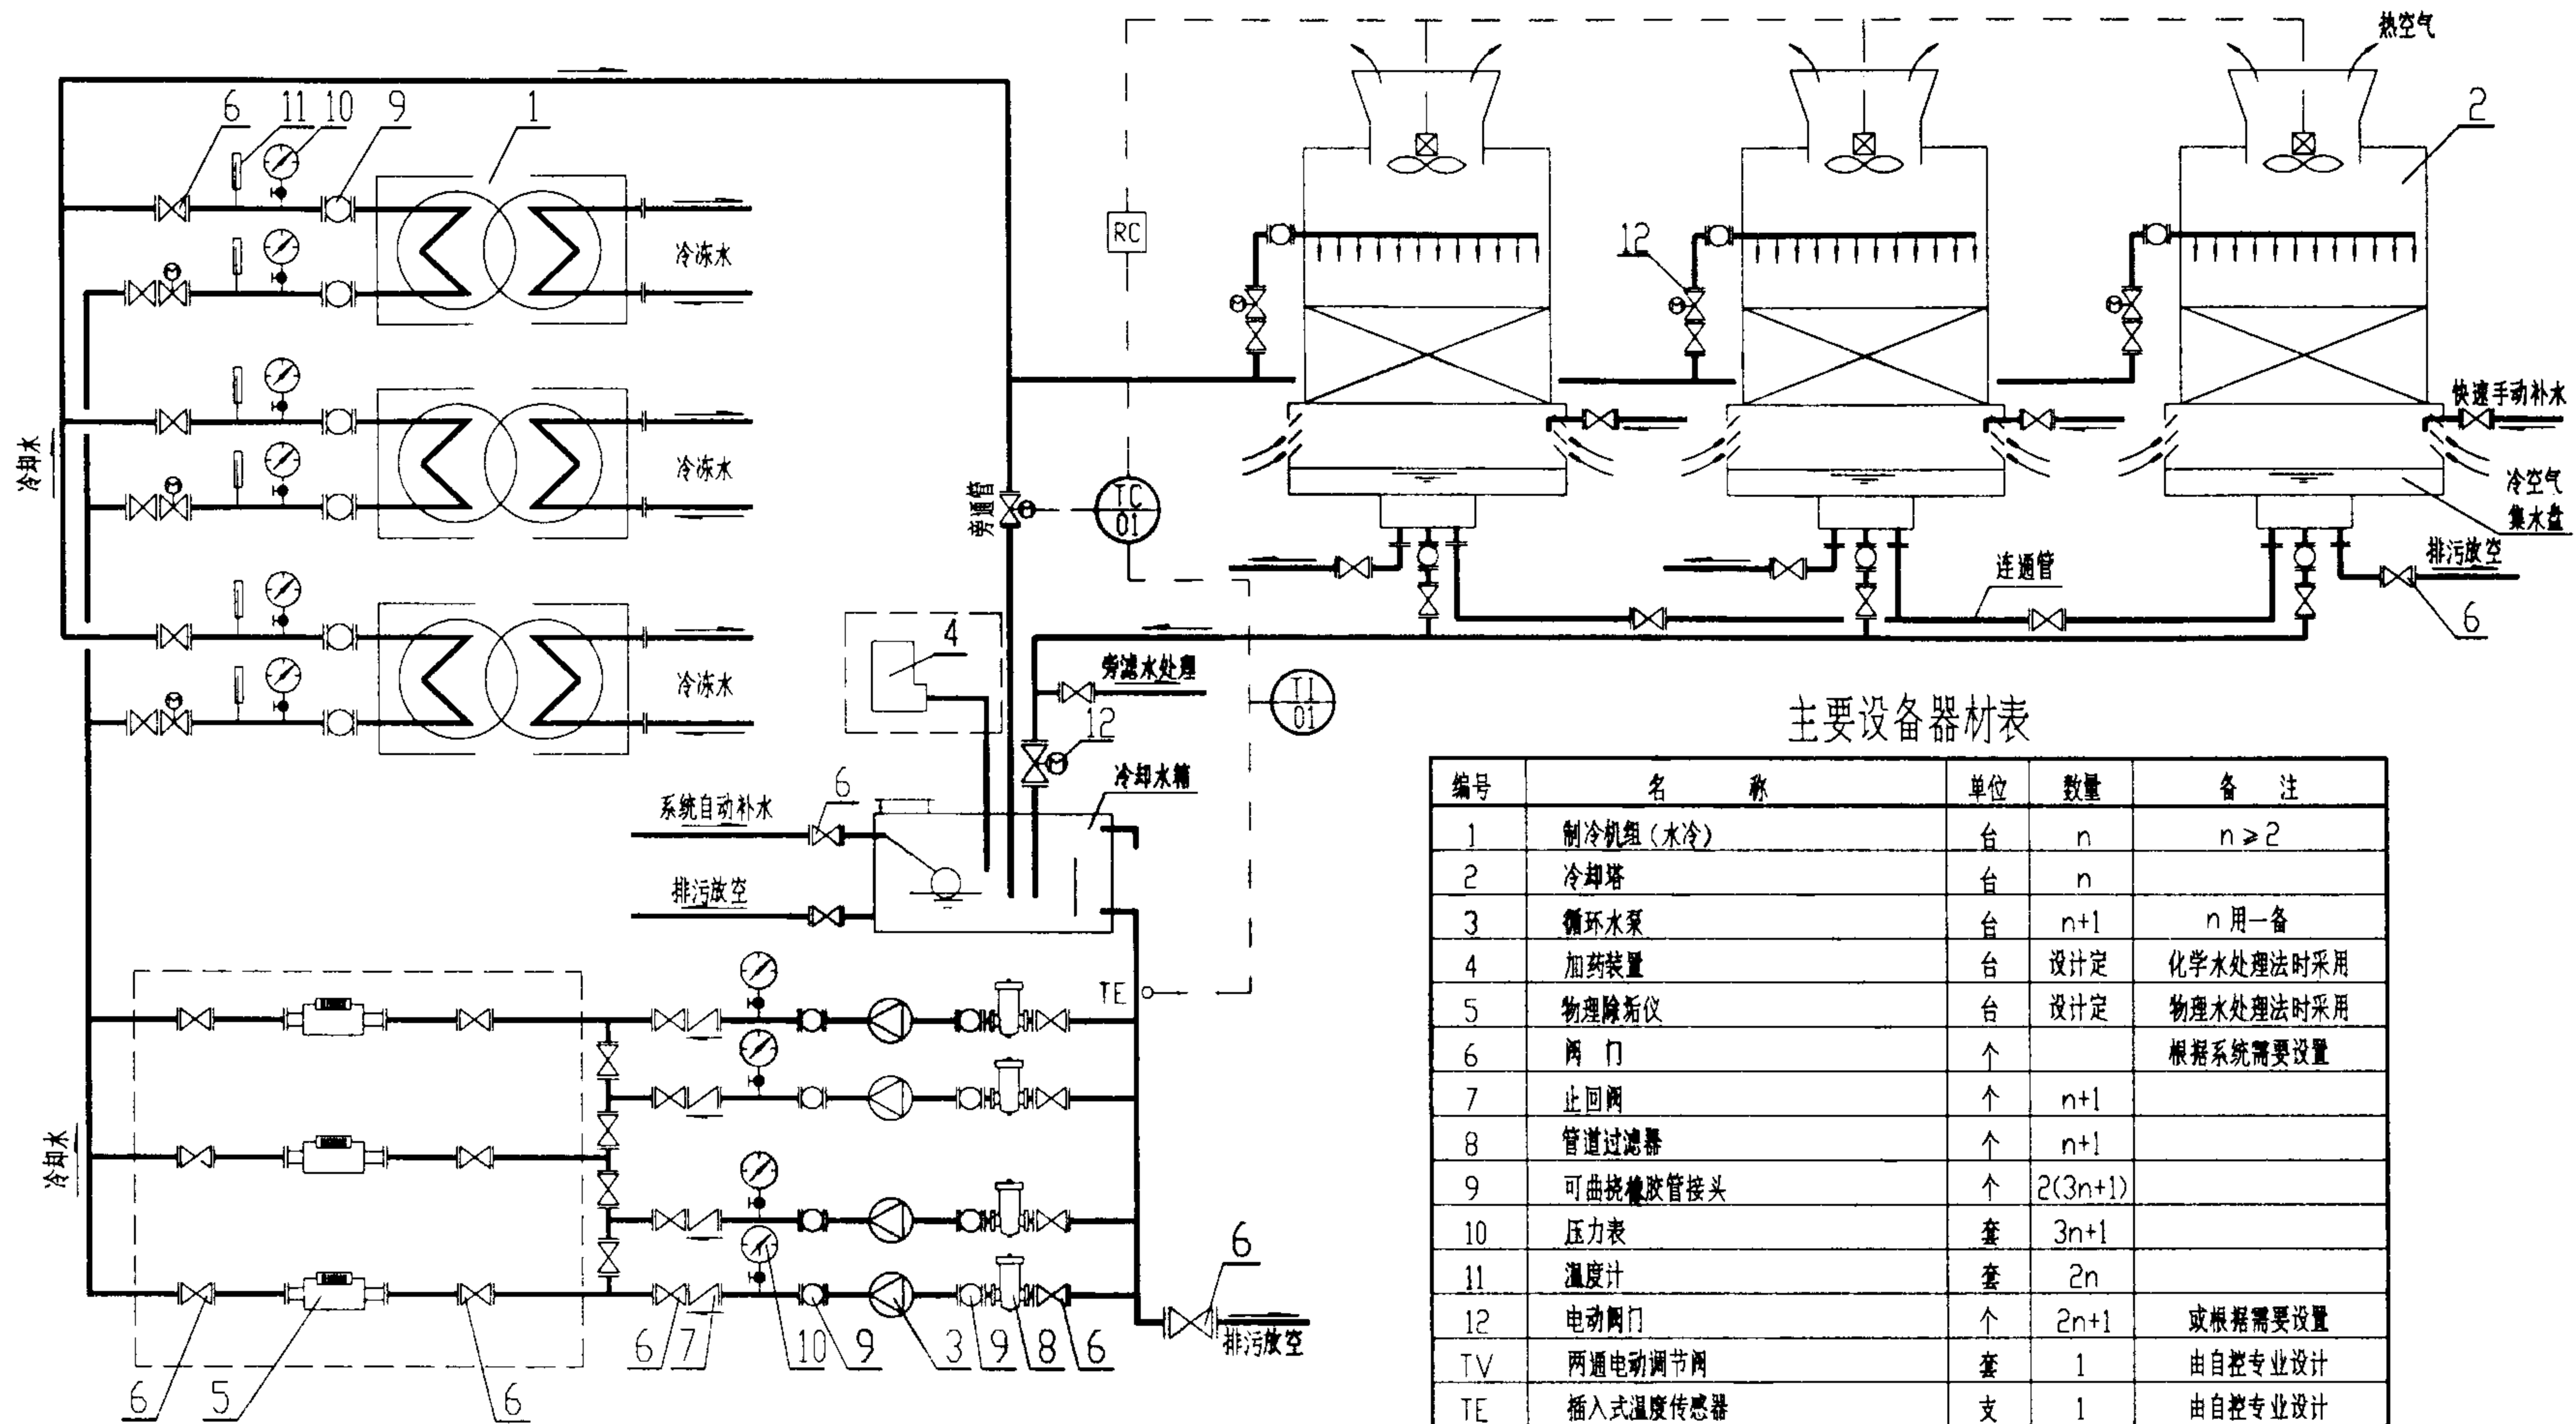 热空气
6 11 10 9 1
2
冷冻水
RC
12
冷却水
冷冻水
快速手动补水
旁通管
TC
01
冷空气
集水盘
排污放空
连通管
6
4
冷冻水
旁滤水处理
TI
01
12
冷却水箱
系统自动补水
6
排污放空
TE
冷却水
6
排污放空
6 5 6 6 7 10 9 3 9 8 6
主要设备器材表
编号 名 称 单位 数量 备 注
1 制冷机组(水冷) 台 n n≥2
2 冷却塔 台 n
3 循环水泵 台 n+1 n用一备
4 加药装置 台 设计定 化学水处理法时采用
5 物理除垢仪 台 设计定 物理水处理法时采用
6 阀 门 个 根据系统需要设置
7 止回阀 个 n+1
8 管道过滤器 个 n+1
9 可曲挠橡胶管接头 个 2(3n+1)
10 压力表 套 3n+1
11 温度计 套 2n
12 电动阀门 个 2n+1 或根据需要设置
TV 两通电动调节阀 套 1 由自控专业设计
TE 插入式温度传感器 支 1 由自控专业设计